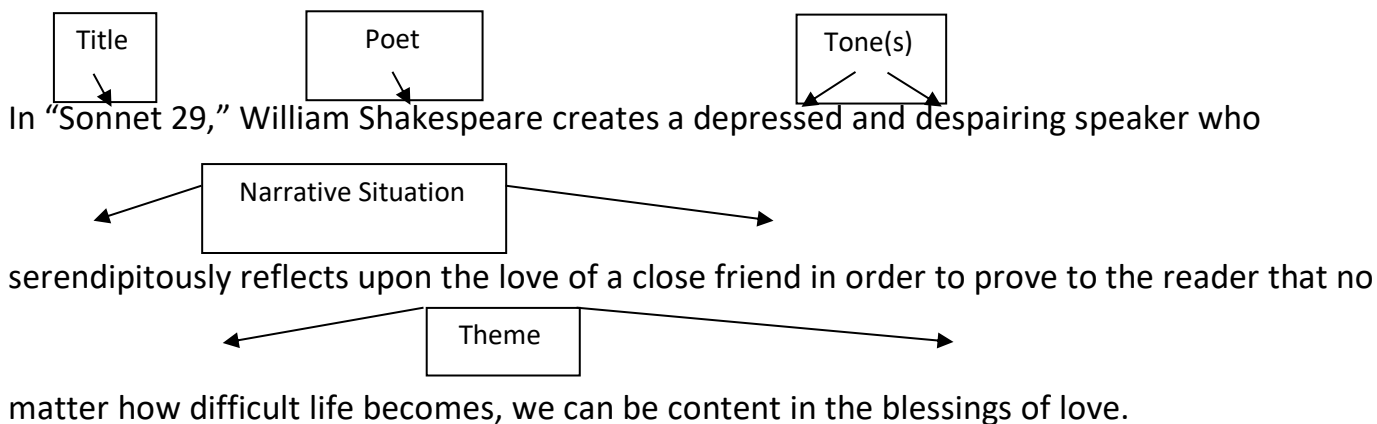 Title Poet Tone(s)
In “Sonnet 29,” William Shakespeare creates a depressed and despairing speaker who
Narrative Situation
serendipitously reflects upon the love of a close friend in order to prove to the reader that no
Theme
matter how difficult life becomes, we can be content in the blessings of love.